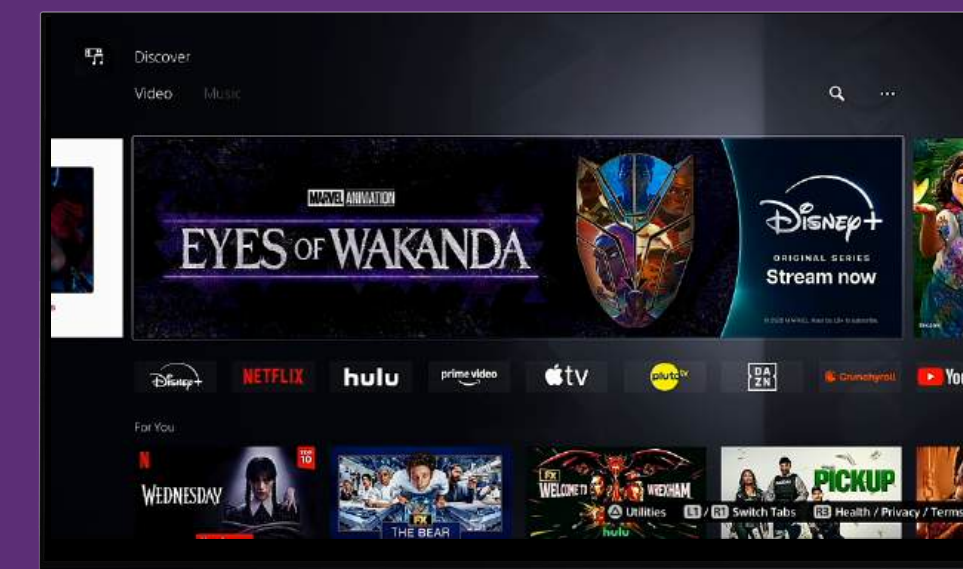 Discover
Video Music
MARVEL ANIMATION
EYES OF WAKANDA
Disney+
ORIGINAL SERIES
Stream now
Disney+ NETFLIX hulu prime video tv pluto tv DA ZN Crunchyroll You
For You
N TOP 10
WEDNESDAY
FX
THE BEAR
FX
WELCOME TO WREXHAM
hulu
THE PICKUP
Utilities L1 / R1 Switch Tabs R3 Health / Privacy / Terms